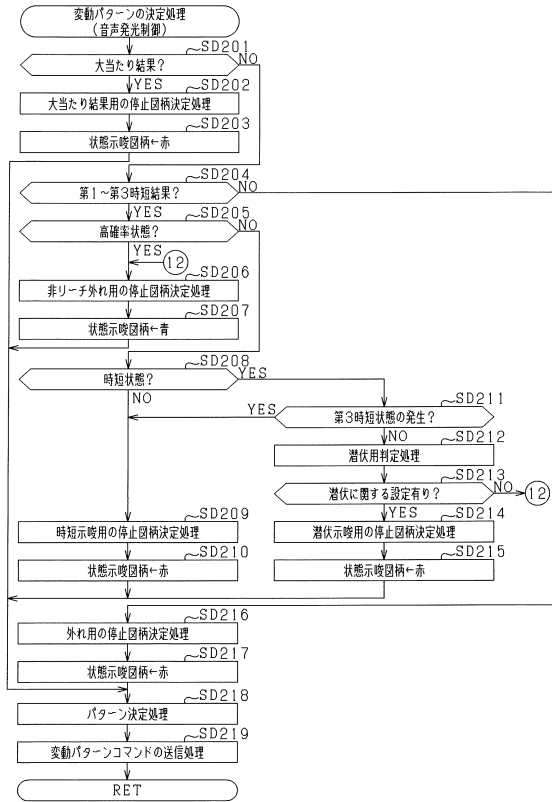 変動パターンの決定処理
(音声発光制御)
SD201
大当たり結果？
NO
YES
SD202
大当たり結果用の停止図柄決定処理
SD203
状態示唆図柄←赤
SD204
第1～第3時短結果？
NO
YES
SD205
高確率状態？
NO
YES
12
SD206
非リーチ外れ用の停止図柄決定処理
SD207
状態示唆図柄←青
SD208
時短状態？
YES
NO
SD211
第3時短状態の発生？
YES
NO
SD212
潜伏用判定処理
SD213
潜伏に関する設定有り？
NO
12
YES
SD209
時短示唆用の停止図柄決定処理
SD214
潜伏示唆用の停止図柄決定処理
SD210
状態示唆図柄←赤
SD215
状態示唆図柄←赤
SD216
外れ用の停止図柄決定処理
SD217
状態示唆図柄←赤
SD218
パターン決定処理
SD219
変動パターンコマンドの送信処理
RET